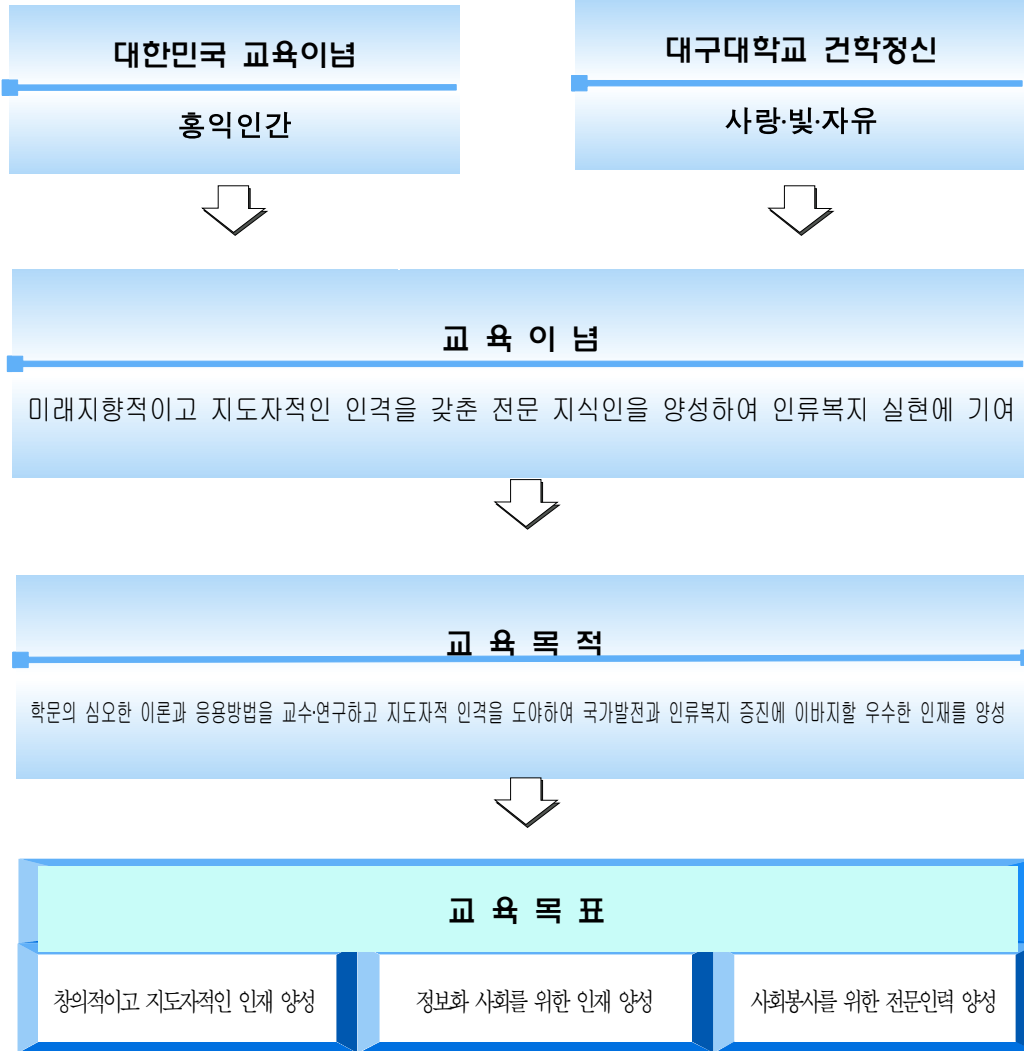 대한민국 교육이념
홍익인간
대구대학교 건학정신
사랑·빛·자유
교 육 이 념
미래지향적이고 지도자적인 인격을 갖춘 전문 지식인을 양성하여 인류복지 실현에 기여
교 육 목 적
학문의 심오한 이론과 응용방법을 교수·연구하고 지도자적 인격을 도야하여 국가발전과 인류복지 증진에 이바지할 우수한 인재를 양성
교 육 목 표
창의적이고 지도자적인 인재 양성
정보화 사회를 위한 인재 양성
사회봉사를 위한 전문인력 양성